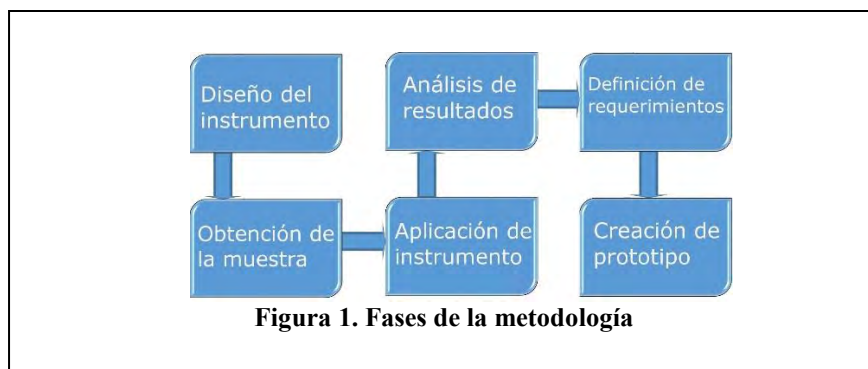 Diseño del
instrumento
Obtención de
la muestra
Aplicación de
instrumento
Análisis de
resultados
Definición de
requerimientos
Creación de
prototipo
Figura 1. Fases de la metodología